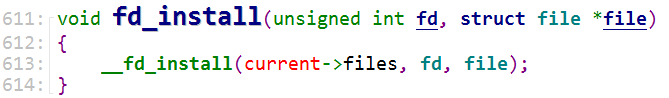 611: void fd_install(unsigned int fd, struct file *file)
612: {
613:     __fd_install(current->files, fd, file);
614: }